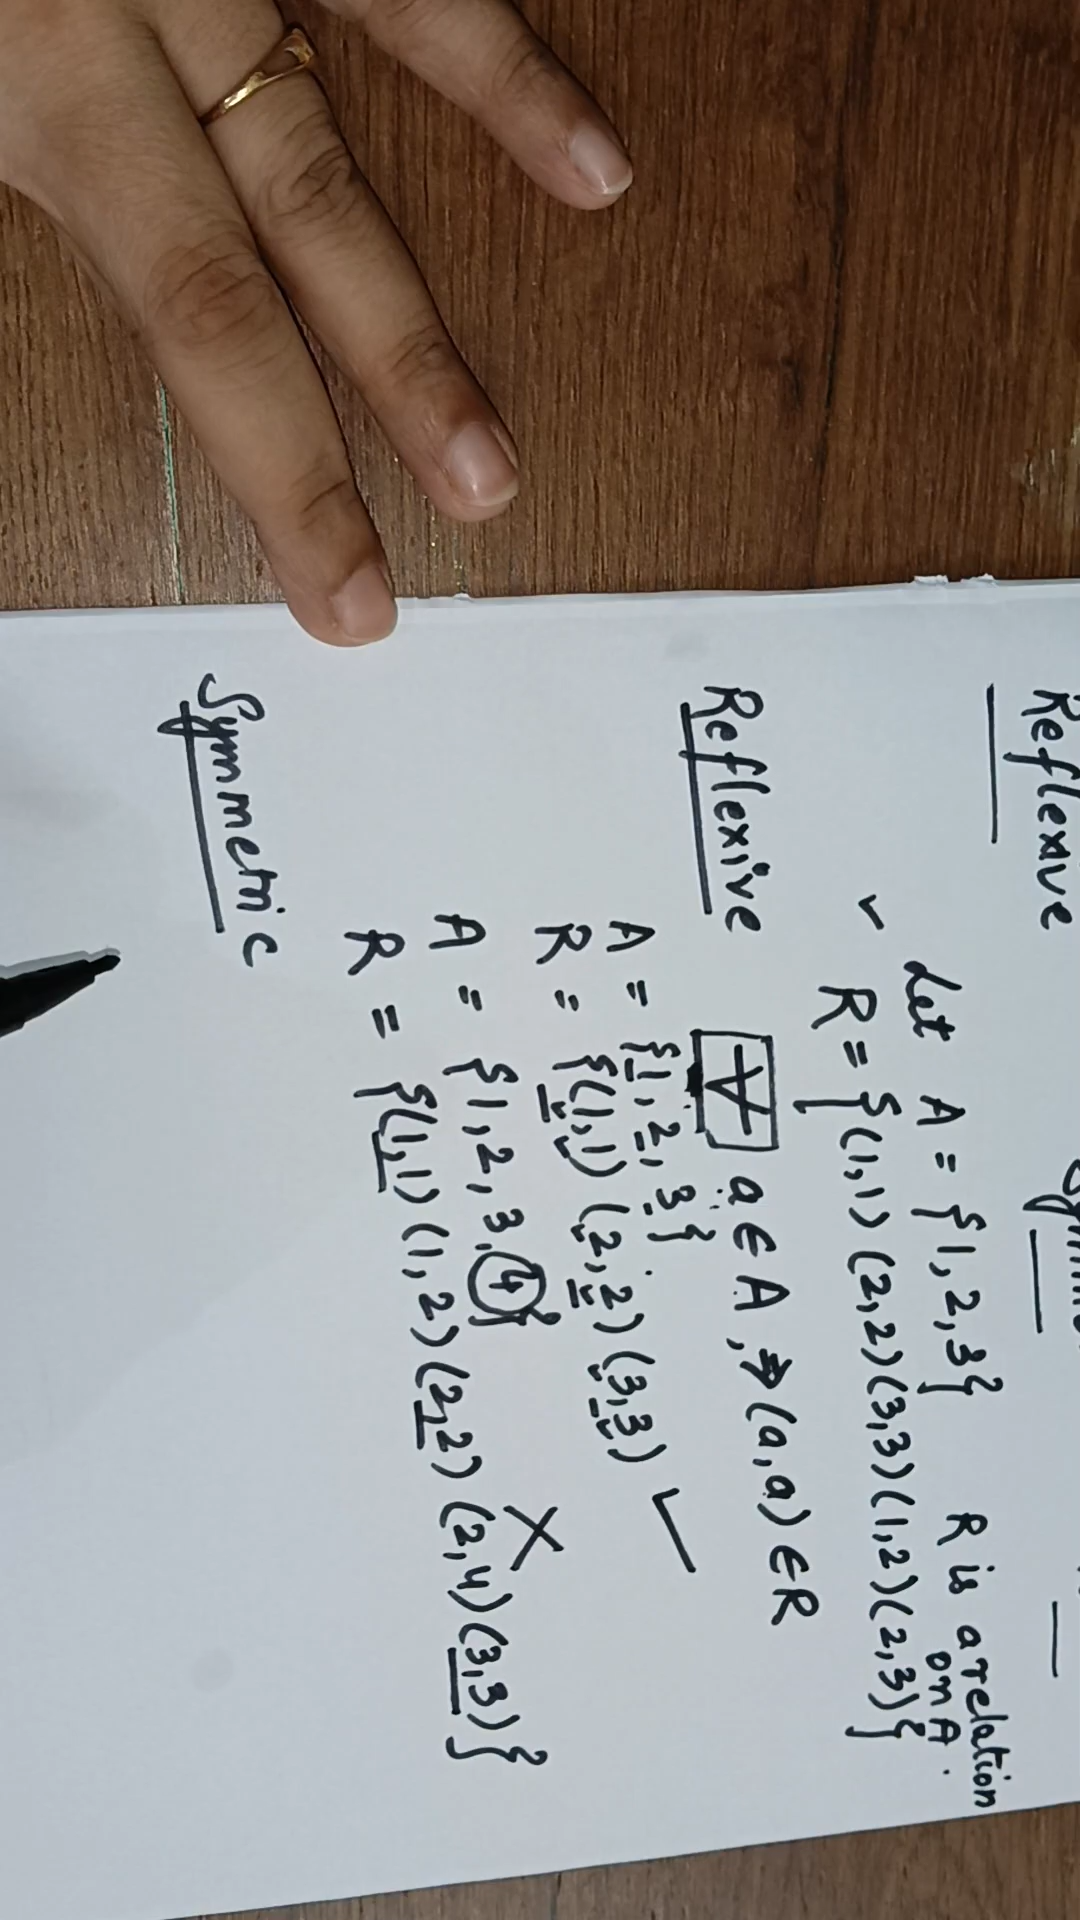 Reflexive
Let A = {1, 2, 3} R is a relation on A.
R = {(1,1) (2,2) (3,3) (1,2) (2,3)}
Reflexive ∀ a ∈ A, ⇒ (a,a) ∈ R
A = {1, 2, 3}
R = {(1,1) (2,2) (3,3) ✓
A = {1, 2, 3, 4} ✗
R = {(1,1) (1,2) (2,2) (2,4) (3,3)}
Symmetric